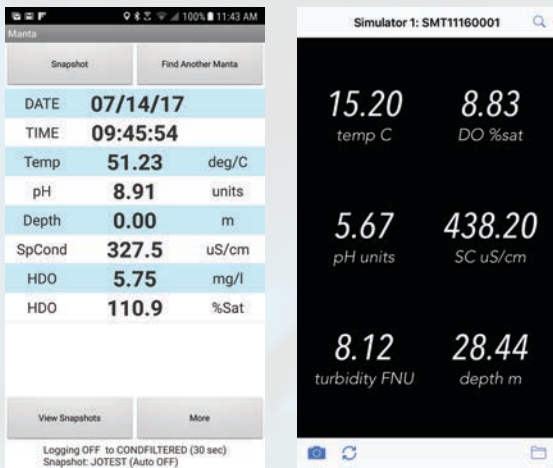 100% 11:43 AM
Manta
Snapshot Find Another Manta
DATE 07/14/17
TIME 09:45:54
Temp 51.23 deg/C
pH 8.91 units
Depth 0.00 m
SpCond 327.5 uS/cm
HDO 5.75 mg/l
HDO 110.9 %Sat
View Snapshots More
Logging OFF to CONDFILTERED (30 sec)
Snapshot: JOTEST (Auto OFF)
Simulator 1: SMT11160001
15.20 8.83
temp C DO %sat
5.67 438.20
pH units SC uS/cm
8.12 28.44
turbidity FNU depth m